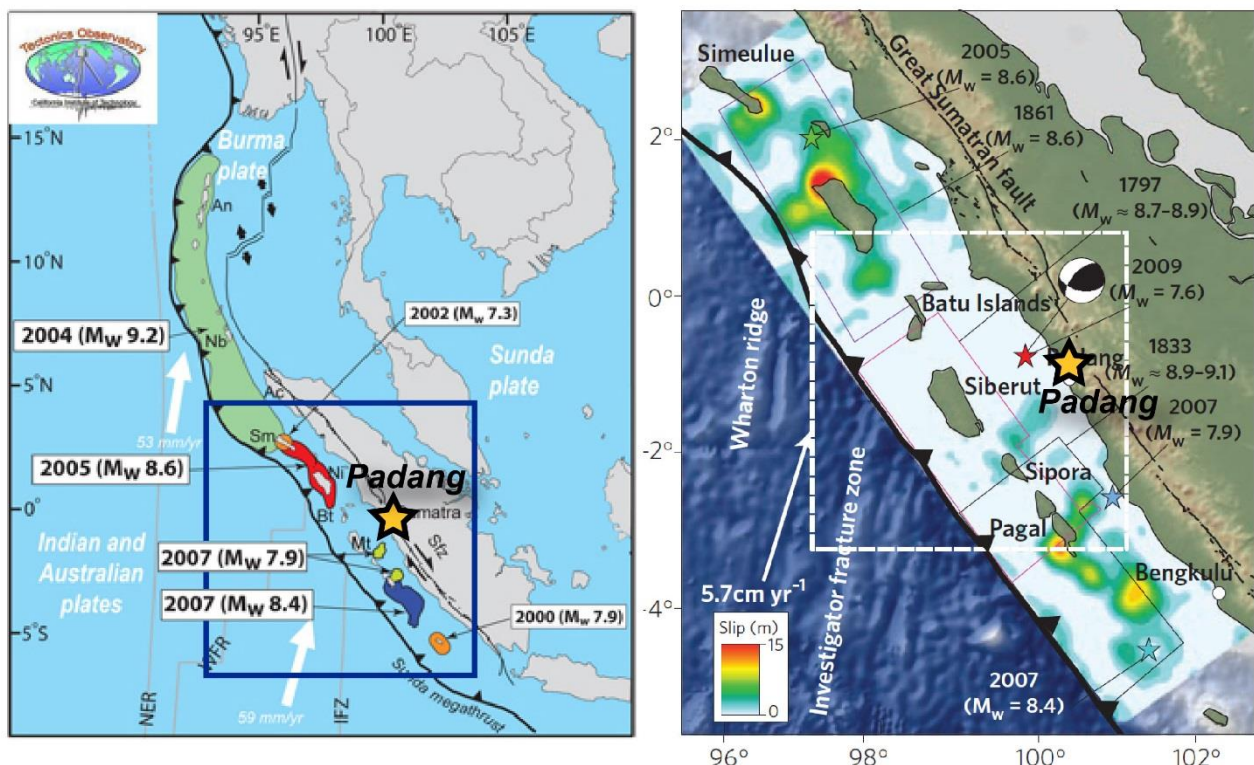 Tectonics Observatory
California Institute of Technology
95°E
100°E
105°E
15°N
Burma
plate
An
10°N
2004 (Mw 9.2)
2002 (Mw 7.3)
Nb
Sunda
plate
5°N
Ac
53 mm/yr
Sm
2005 (Mw 8.6)
Ni
Padang
0°
Bt
matra
Indian and
Australian
plates
Mt
Sfz
2007 (Mw 7.9)
2007 (Mw 8.4)
2000 (Mw 7.9)
5°S
WFR
Sunda megathrust
NER
59 mm/yr
IFZ
Simeulue
Great Sumatran fault
2005
(Mw = 8.6)
1861
(Mw = 8.6)
2°
1797
(Mw ≈ 8.7–8.9)
2009
(Mw = 7.6)
0°
Batu Islands
Wharton ridge
1833
(Mw ≈ 8.9–9.1)
Siberut
Padang
2007
(Mw = 7.9)
-2°
Sipora
Pagai
Investigator fracture zone
5.7cm yr⁻¹
Bengkulu
-4°
Slip (m)
15
0
2007
(Mw = 8.4)
96°
98°
100°
102°